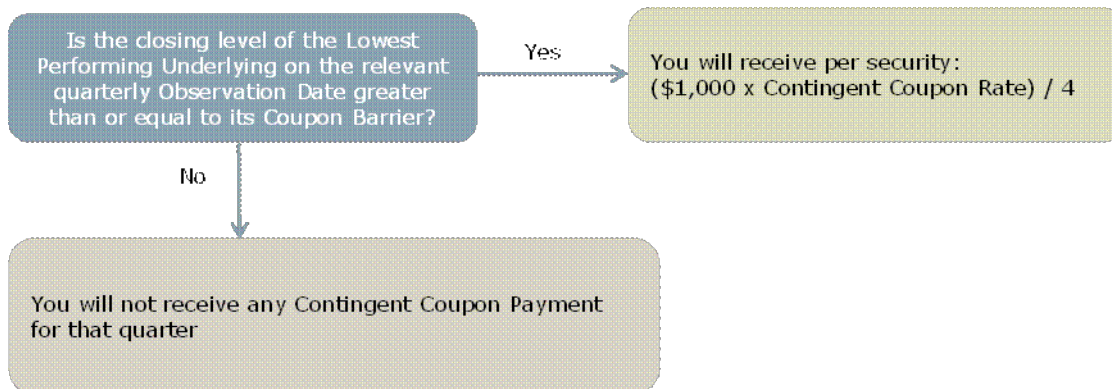 Is the closing level of the Lowest
Performing Underlying on the relevant
quarterly Observation Date greater
than or equal to its Coupon Barrier?
Yes
You will receive per security:
($1,000 x Contingent Coupon Rate) / 4
No
You will not receive any Contingent Coupon Payment
for that quarter